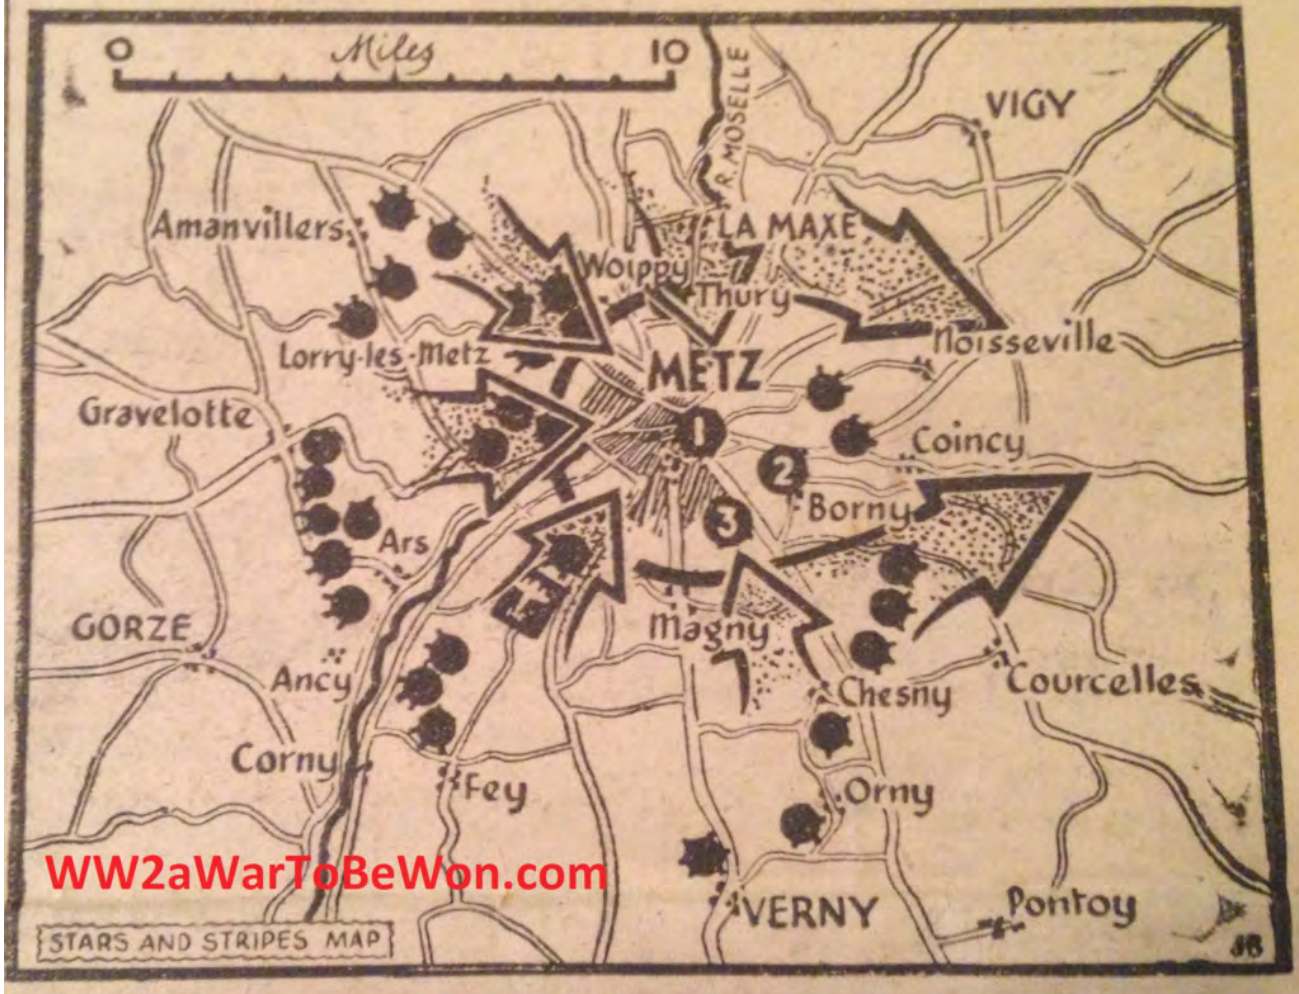 0 Miles 10
R. MOSELLE
VIGY
Amanvillers
LA MAXE
Woippy
Thury
Lorry-les-Metz
METZ
Noisseville
Gravelotte
1
Coincy
2
Borny
3
Ars
GORZE
Magny
Ancy
Chesny
Courcelles
Corny
Fey
Orny
WW2aWarToBeWon.com
VERNY
Pontoy
STARS AND STRIPES MAP
JB